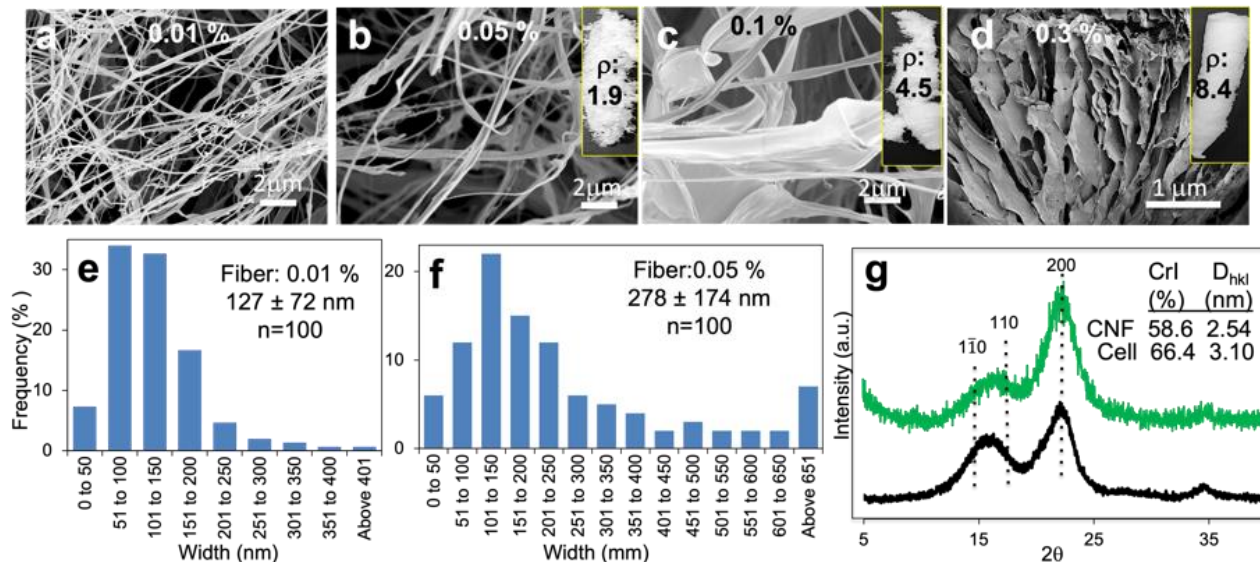 a 0.01 %
2μm
b 0.05 %
ρ:
1.9
2μm
c 0.1 %
ρ:
4.5
2μm
d 0.3 %
ρ:
8.4
1 μm
e
Fiber: 0.01 %
127 ± 72 nm
n=100
Frequency (%)
30
20
10
0
0 to 50
51 to 100
101 to 150
151 to 200
201 to 250
251 to 300
301 to 350
351 to 400
Above 401
Width (nm)
f
Fiber:0.05 %
278 ± 174 nm
n=100
20
10
0
0 to 50
51 to 100
101 to 150
151 to 200
201 to 250
251 to 300
301 to 350
351 to 400
401 to 450
451 to 500
501 to 550
551 to 600
601 to 650
Above 651
Width (mm)
g
200
110
11̅0
CrI D_hkl
(%) (nm)
CNF 58.6 2.54
Cell 66.4 3.10
Intensity (a.u.)
5 15 25 35
2θ